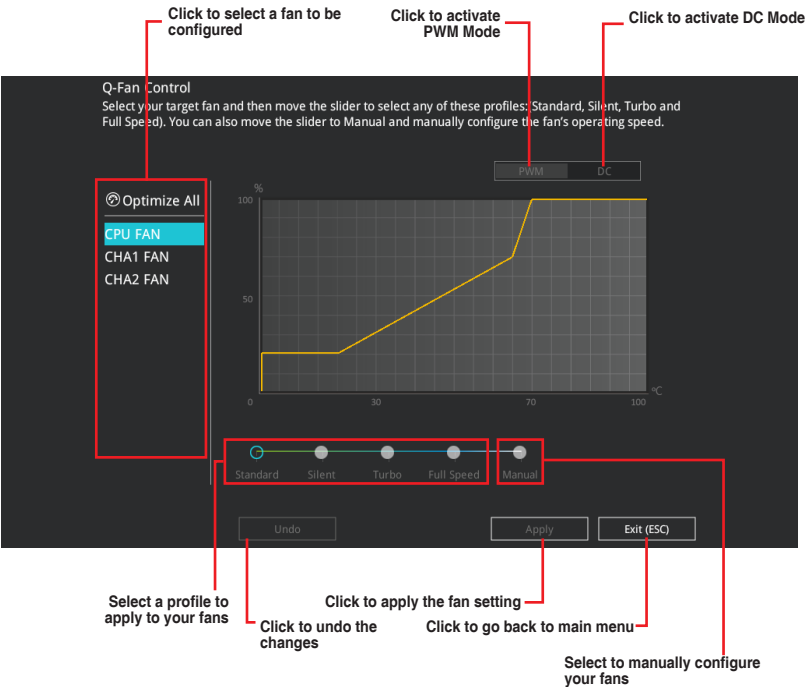 Click to select a fan to be
configured
Click to activate
PWM Mode
Click to activate DC Mode
Q-Fan Control
Select your target fan and then move the slider to select any of these profiles:(Standard, Silent, Turbo and
Full Speed). You can also move the slider to Manual and manually configure the fan's operating speed.
PWM
DC
Optimize All
CPU FAN
CHA1 FAN
CHA2 FAN
%
100
50
0
30
70
100
°C
Standard
Silent
Turbo
Full Speed
Manual
Undo
Apply
Exit (ESC)
Select a profile to
apply to your fans
Click to undo the
changes
Click to apply the fan setting
Click to go back to main menu
Select to manually configure
your fans